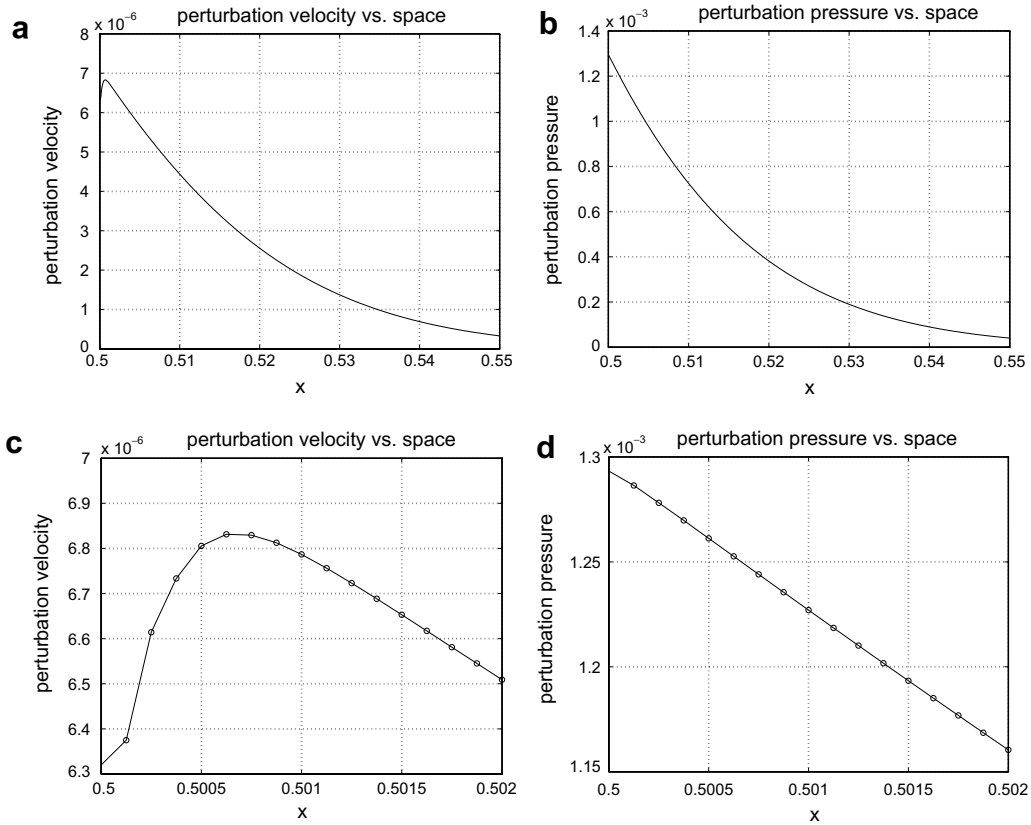 a
x 10⁻⁶
perturbation velocity vs. space
8
7
6
5
4
3
2
1
0
perturbation velocity
0.5
0.51
0.52
0.53
0.54
0.55
x
b
x 10⁻³
perturbation pressure vs. space
1.4
1.2
1
0.8
0.6
0.4
0.2
0
perturbation pressure
0.5
0.51
0.52
0.53
0.54
0.55
x
c
x 10⁻⁶
perturbation velocity vs. space
7
6.9
6.8
6.7
6.6
6.5
6.4
6.3
perturbation velocity
0.5
0.5005
0.501
0.5015
0.502
x
d
x 10⁻³
perturbation pressure vs. space
1.3
1.25
1.2
1.15
perturbation pressure
0.5
0.5005
0.501
0.5015
0.502
x